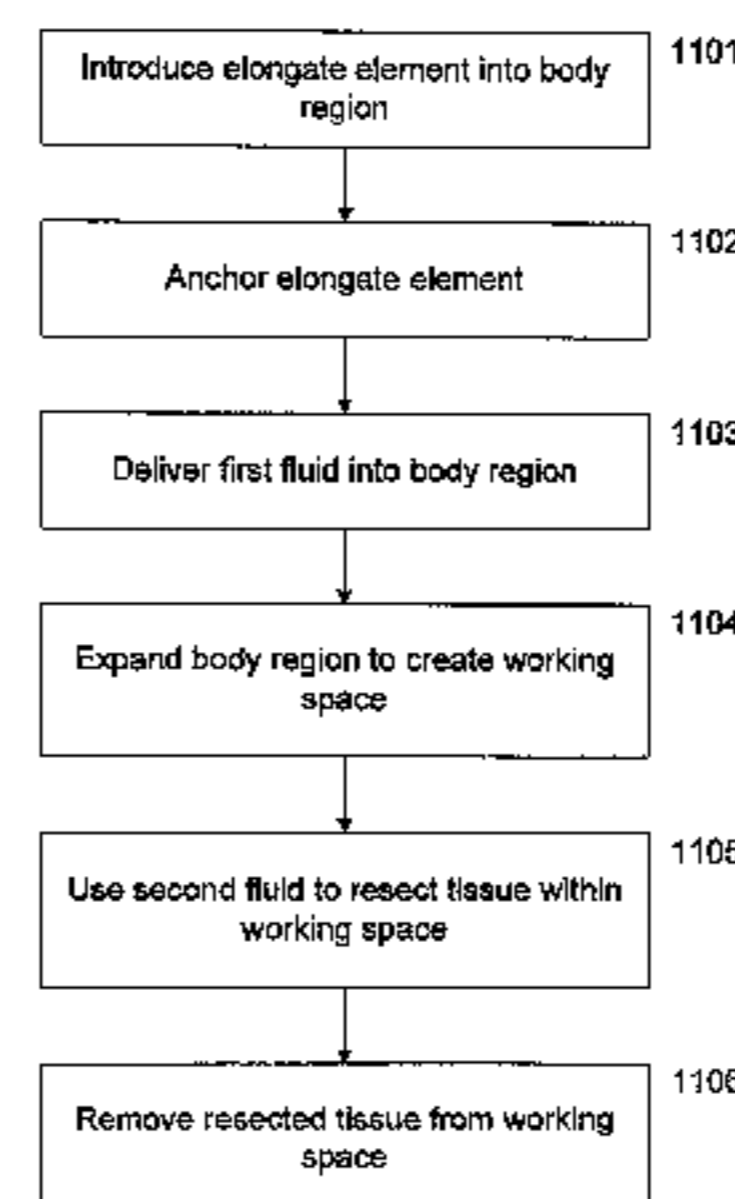 Introduce elongate element into body
region
1101
Anchor elongate element
1102
Deliver first fluid into body region
1103
Expand body region to create working
space
1104
Use second fluid to resect tissue within
working space
1105
Remove resected tissue from working
space
1106